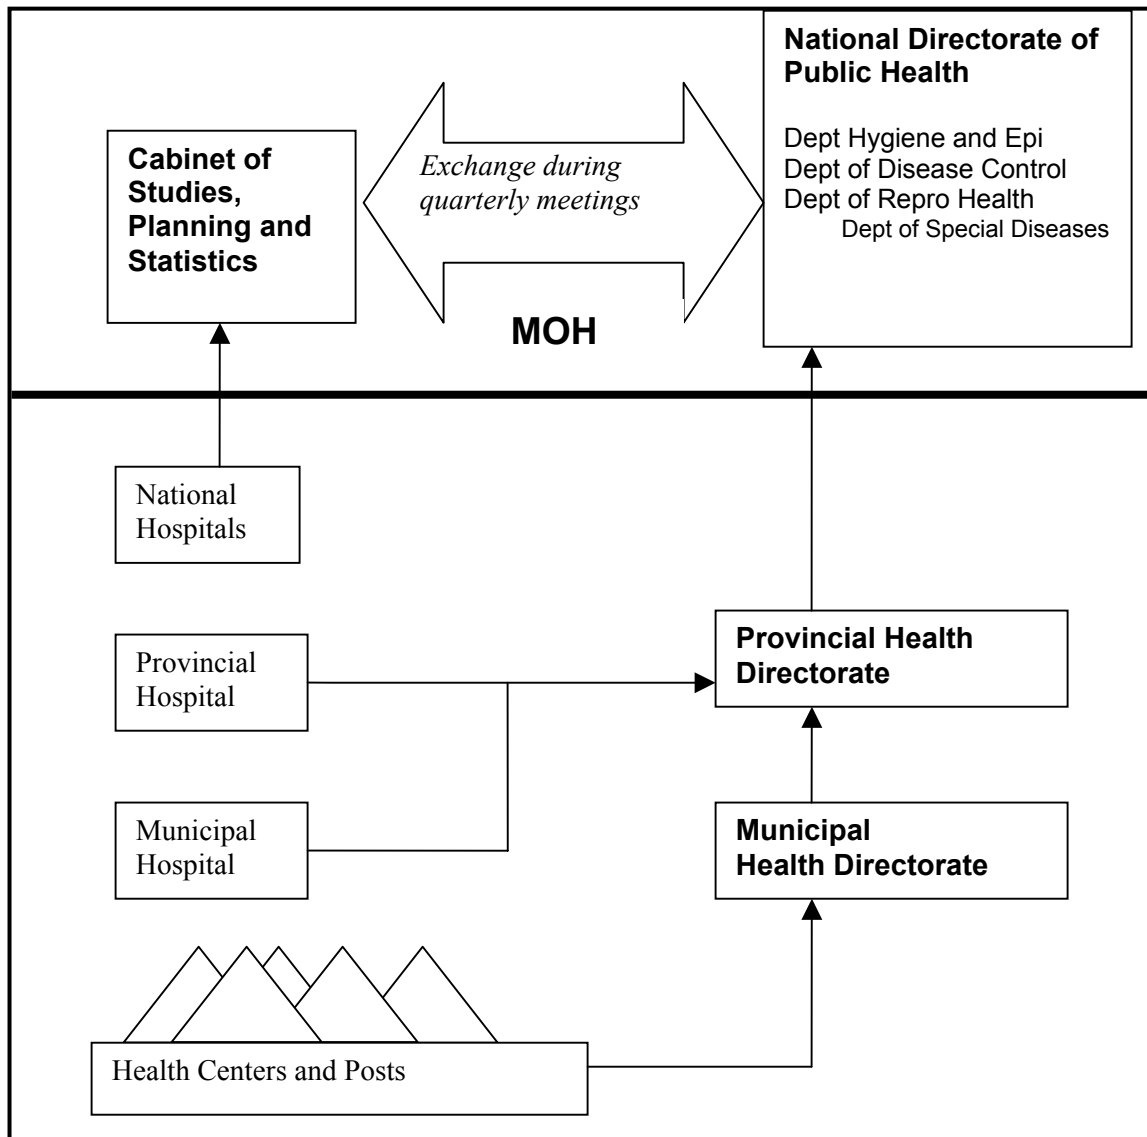 National Directorate of
Public Health
Dept Hygiene and Epi
Dept of Disease Control
Dept of Repro Health
Dept of Special Diseases
Cabinet of
Studies,
Planning and
Statistics
Exchange during
quarterly meetings
MOH
National
Hospitals
Provincial
Hospital
Provincial Health
Directorate
Municipal
Hospital
Municipal
Health Directorate
Health Centers and Posts